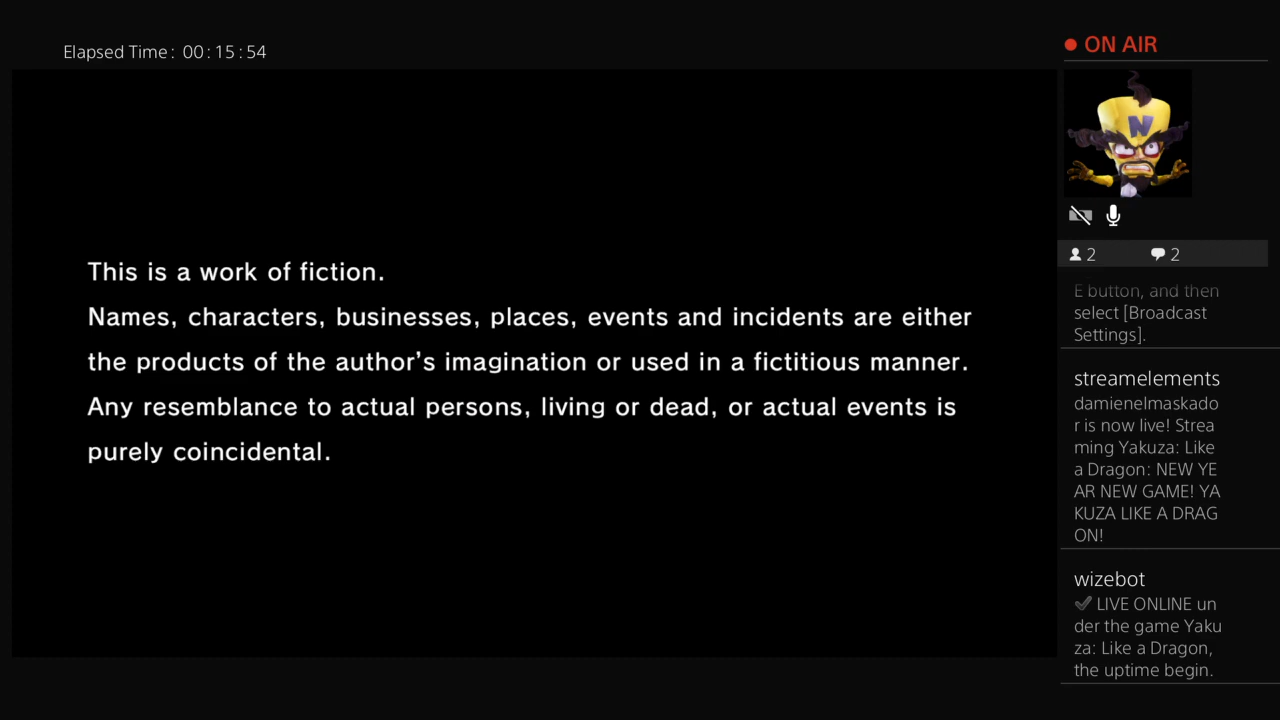 Elapsed Time: 00:15:54
ON AIR
N
2
2
E button, and then
select [Broadcast
Settings].
This is a work of fiction.
Names, characters, businesses, places, events and incidents are either
the products of the author's imagination or used in a fictitious manner.
Any resemblance to actual persons, living or dead, or actual events is
purely coincidental.
streamelements
damienelmaskado
r is now live! Strea
ming Yakuza: Like
a Dragon: NEW YE
AR NEW GAME! YA
KUZA LIKE A DRAG
ON!
wizebot
LIVE ONLINE un
der the game Yaku
za: Like a Dragon,
the uptime begin.